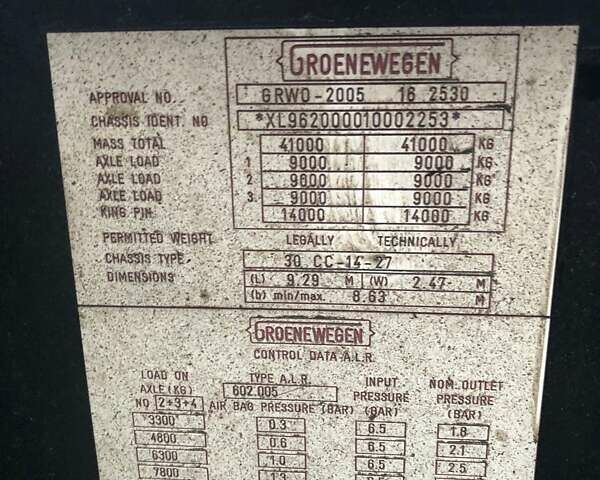 GROENEWEGEN
APPROVAL NO. GRWO-2005 16 2530
CHASSIS IDENT. NO *XL962000010002253*
MASS TOTAL 41000 41000 KG
AXLE LOAD 1 9000 9000 KG
AXLE LOAD 2 9000 9000 KG
AXLE LOAD 3. 9000 9000 KG
KING PIN 14000 14000 KG
PERMITTED WEIGHT LEGALLY TECHNICALLY
CHASSIS TYPE 30 CC-14-27
DIMENSIONS (L) 9.29 M (W) 2.47 M
(b) min/max. 8.63 M
GROENEWEGEN
CONTROL DATA A.L.R.
LOAD ON AXLE (KG) TYPE A.L.R. INPUT PRESSURE NOM. OUTLET PRESSURE
602.005
NO 2+3+4 AIR BAG PRESSURE (BAR) (BAR) (BAR)
3300 0.3 6.5 1.8
4800 0.6 6.5 2.1
6300 1.0 6.5 2.5
7800 1.3